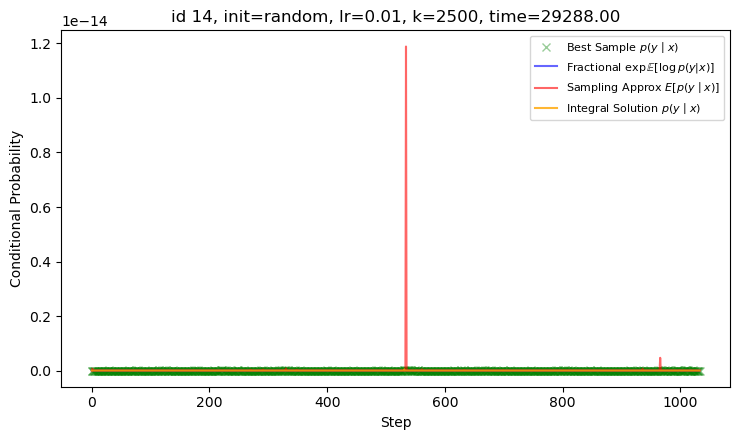 id 14, init=random, lr=0.01, k=2500, time=29288.00
1e−14
1.2
1.0
0.8
0.6
0.4
0.2
0.0
Conditional Probability
Best Sample p(y | x)
Fractional exp𝔼[log p(y|x)]
Sampling Approx E[p(y | x)]
Integral Solution p(y | x)
0 200 400 600 800 1000
Step